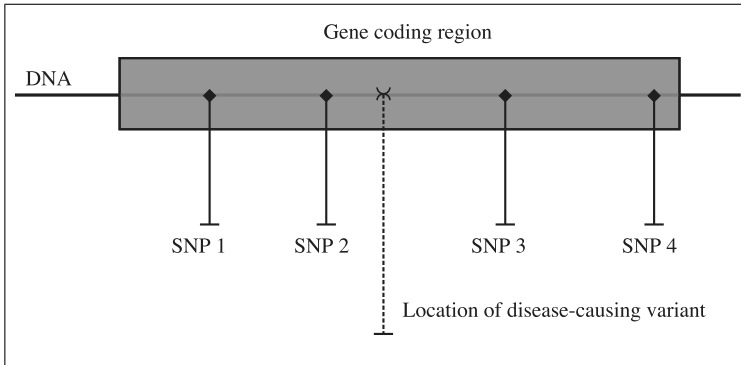 Gene coding region
DNA
SNP 1 SNP 2 SNP 3 SNP 4
Location of disease-causing variant